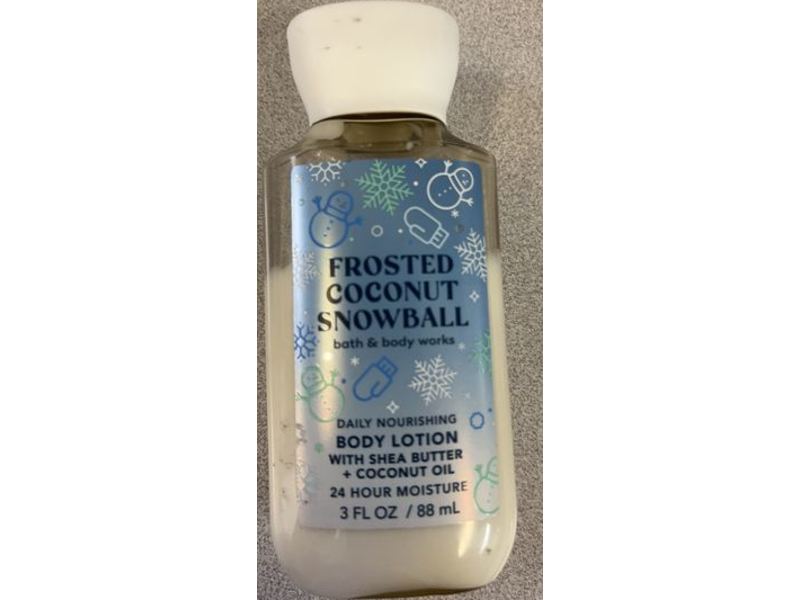 FROSTED
COCONUT
SNOWBALL
bath & body works
DAILY NOURISHING
BODY LOTION
WITH SHEA BUTTER
+ COCONUT OIL
24 HOUR MOISTURE
3 FL OZ / 88 mL